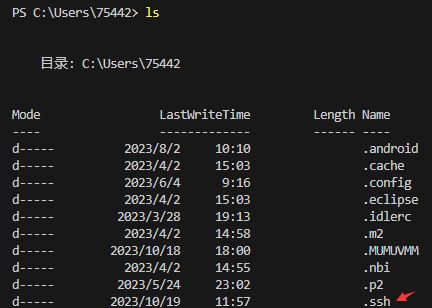 PS C:\Users\75442> ls
目录: C:\Users\75442
Mode LastWriteTime Length Name
---- ------------- ------ ----
d----- 2023/8/2 10:10 .android
d----- 2023/4/2 15:03 .cache
d----- 2023/6/4 9:16 .config
d----- 2023/4/2 15:03 .eclipse
d----- 2023/3/28 19:13 .idlerc
d----- 2023/4/2 14:58 .m2
d----- 2023/10/18 18:00 .MUMUVMM
d----- 2023/4/2 14:55 .nbi
d----- 2023/5/24 23:02 .p2
d----- 2023/10/19 11:57 .ssh